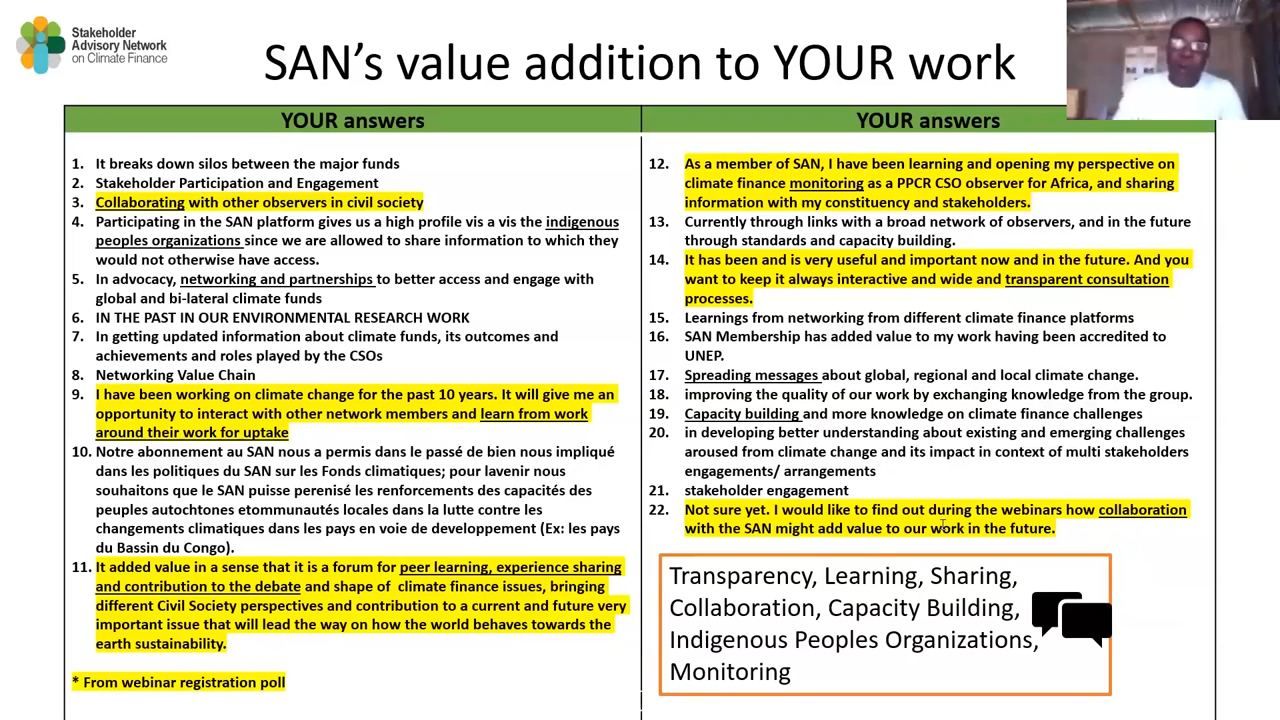 Stakeholder
Advisory Network
on Climate Finance
SAN's value addition to YOUR work
YOUR answers
1. It breaks down silos between the major funds
2. Stakeholder Participation and Engagement
3. Collaborating with other observers in civil society
4. Participating in the SAN platform gives us a high profile vis a vis the indigenous
peoples organizations since we are allowed to share information to which they
would not otherwise have access.
5. In advocacy, networking and partnerships to better access and engage with
global and bi-lateral climate funds
6. IN THE PAST IN OUR ENVIRONMENTAL RESEARCH WORK
7. In getting updated information about climate funds, its outcomes and
achievements and roles played by the CSOs
8. Networking Value Chain
9. I have been working on climate change for the past 10 years. It will give me an
opportunity to interact with other network members and learn from work
around their work for uptake
10. Notre abonnement au SAN nous a permis dans le passé de bien nous impliqué
dans les politiques du SAN sur les Fonds climatiques; pour lavenir nous
souhaitons que le SAN puisse perenisé les renforcements des capacités des
peuples autochtones etommunautés locales dans la lutte contre les
changements climatiques dans les pays en voie de developpement (Ex: les pays
du Bassin du Congo).
11. It added value in a sense that it is a forum for peer learning, experience sharing
and contribution to the debate and shape of climate finance issues, bringing
different Civil Society perspectives and contribution to a current and future very
important issue that will lead the way on how the world behaves towards the
earth sustainability.
* From webinar registration poll
YOUR answers
12. As a member of SAN, I have been learning and opening my perspective on
climate finance monitoring as a PPCR CSO observer for Africa, and sharing
information with my constituency and stakeholders.
13. Currently through links with a broad network of observers, and in the future
through standards and capacity building.
14. It has been and is very useful and important now and in the future. And you
want to keep it always interactive and wide and transparent consultation
processes.
15. Learnings from networking from different climate finance platforms
16. SAN Membership has added value to my work having been accredited to
UNEP.
17. Spreading messages about global, regional and local climate change.
18. improving the quality of our work by exchanging knowledge from the group.
19. Capacity building and more knowledge on climate finance challenges
20. in developing better understanding about existing and emerging challenges
aroused from climate change and its impact in context of multi stakeholders
engagements/ arrangements
21. stakeholder engagement
22. Not sure yet. I would like to find out during the webinars how collaboration
with the SAN might add value to our work in the future.
Transparency, Learning, Sharing,
Collaboration, Capacity Building,
Indigenous Peoples Organizations,
Monitoring